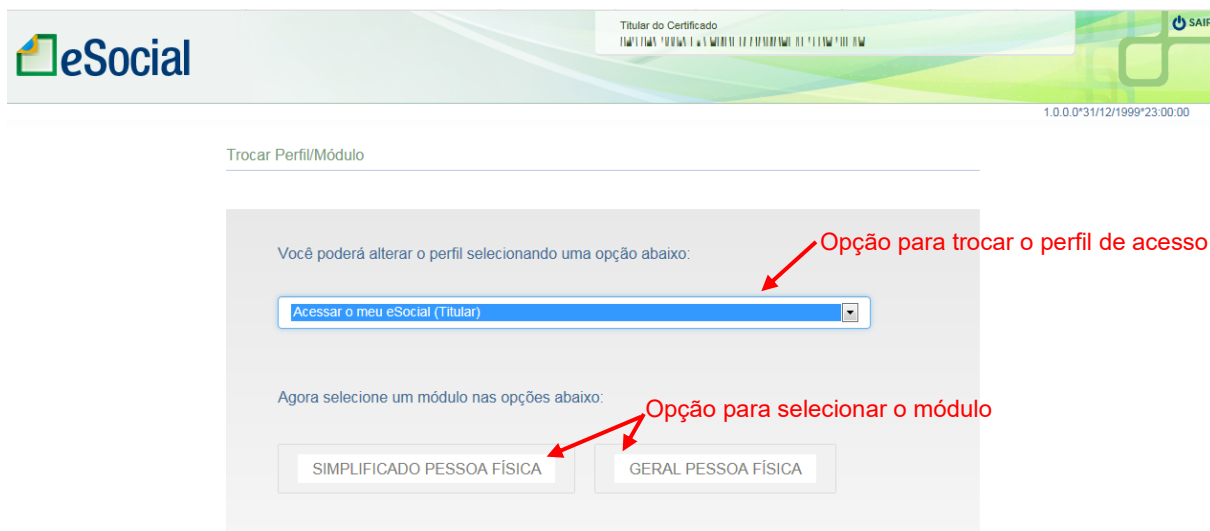 eSocial
Titular do Certificado
SAIR
1.0.0.0*31/12/1999*23:00:00
Trocar Perfil/Módulo
Opção para trocar o perfil de acesso
Você poderá alterar o perfil selecionando uma opção abaixo:
Acessar o meu eSocial (Titular)
Agora selecione um módulo nas opções abaixo:
Opção para selecionar o módulo
SIMPLIFICADO PESSOA FÍSICA
GERAL PESSOA FÍSICA